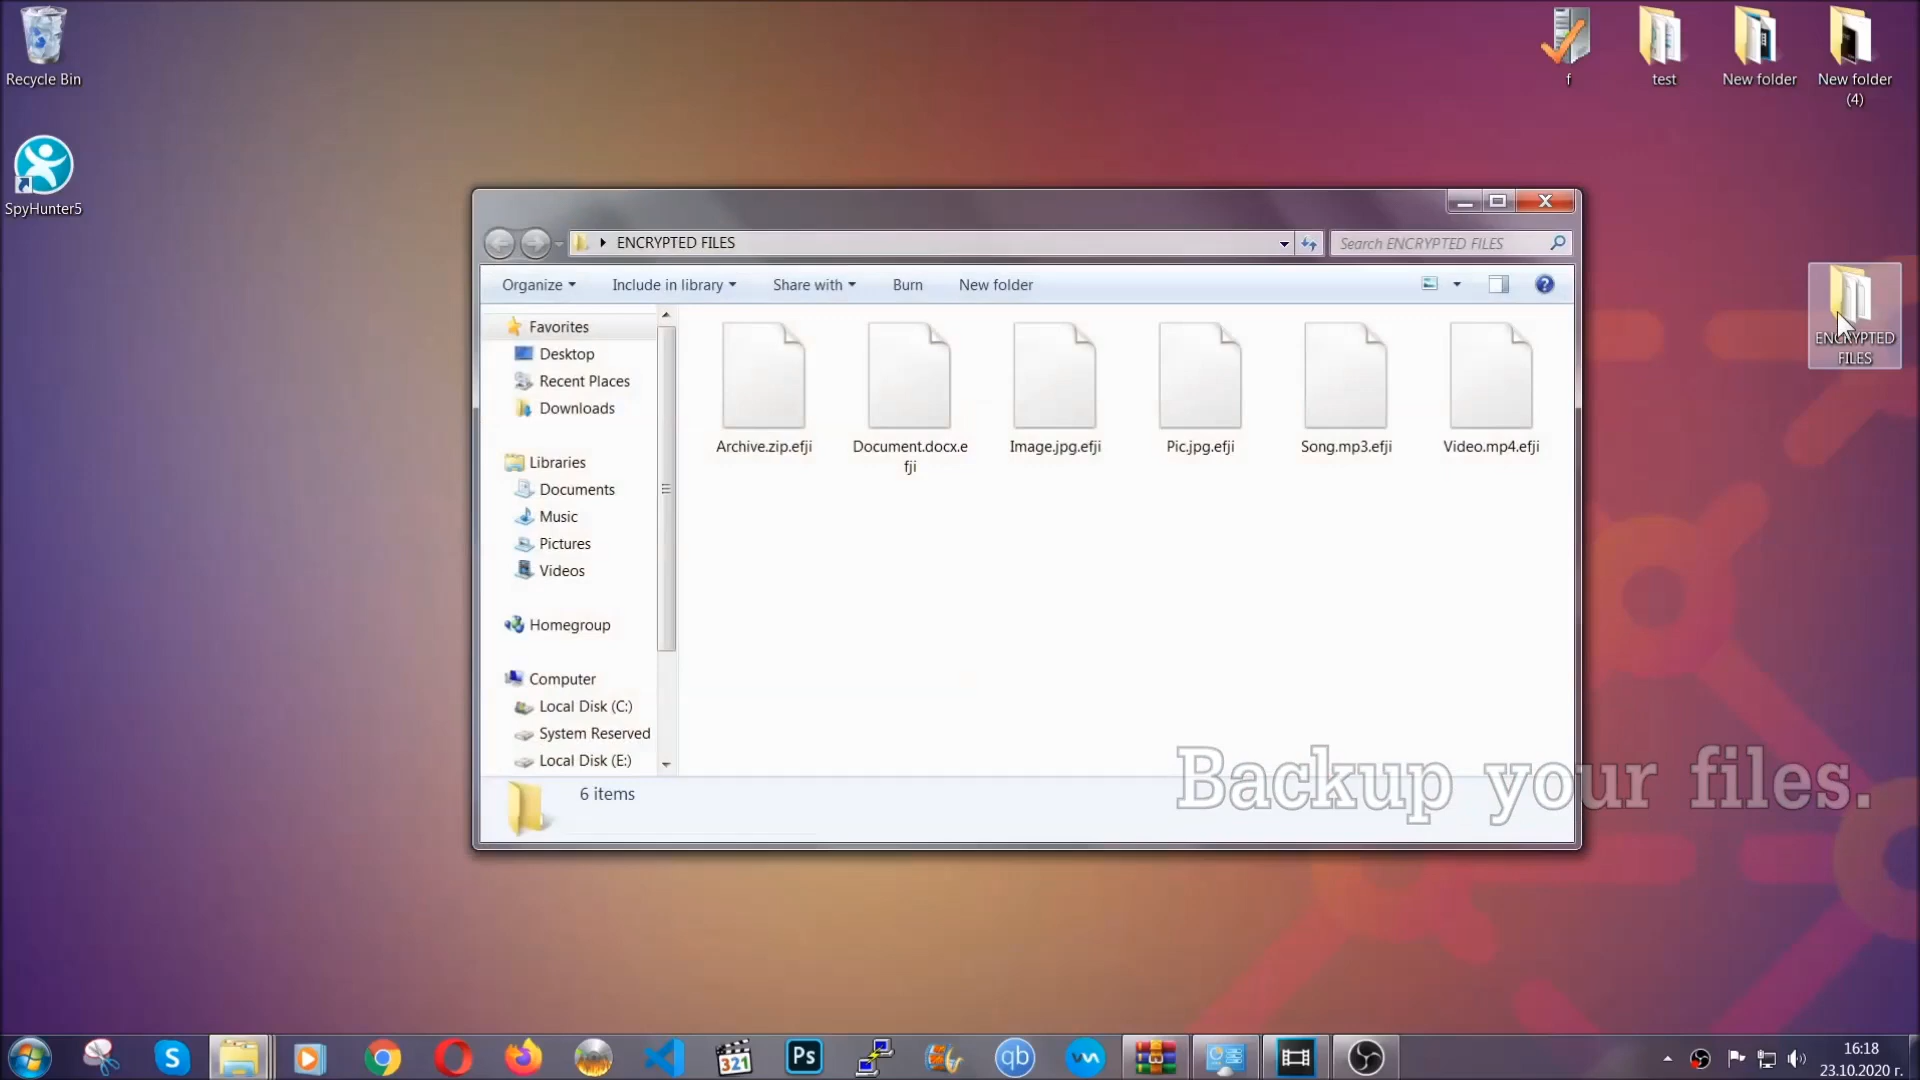 Recycle Bin
SpyHunter5
f
test
New folder
New folder
(4)
ENCRYPTED
FILES
ENCRYPTED FILES
Search ENCRYPTED FILES
Organize
Include in library
Share with
Burn
New folder
Favorites
Desktop
Recent Places
Downloads
Libraries
Documents
Music
Pictures
Videos
Homegroup
Computer
Local Disk (C:)
System Reserved
Local Disk (E:)
Archive.zip.efji
Document.docx.e
fji
Image.jpg.efji
Pic.jpg.efji
Song.mp3.efji
Video.mp4.efji
6 items
Backup your files.
S
321
Ps
qb
16:18
23.10.2020 г.